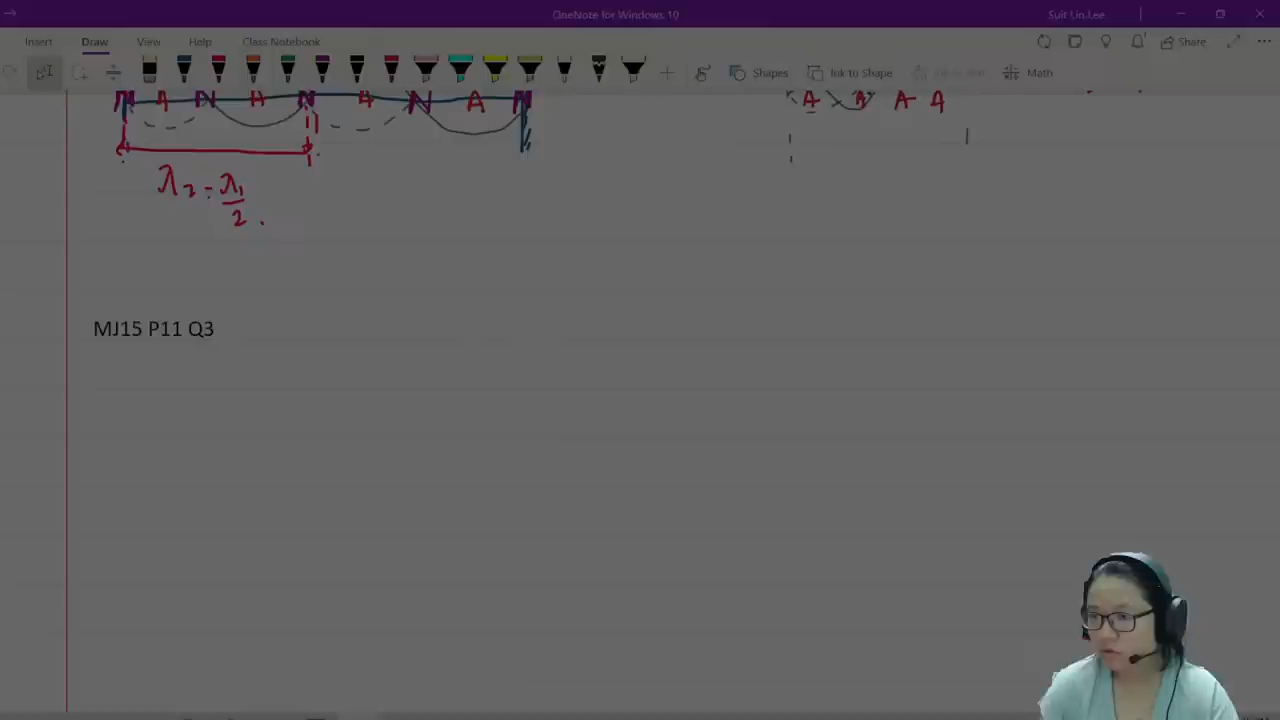 OneNote for Windows 10
Suit Lin Lee
Insert Draw View Help Class Notebook
Share
Shapes
Ink to Shape
Math
N A N A N A N A N
A A A A
λ₂ = λ₁/2 .
MJ15 P11 Q3